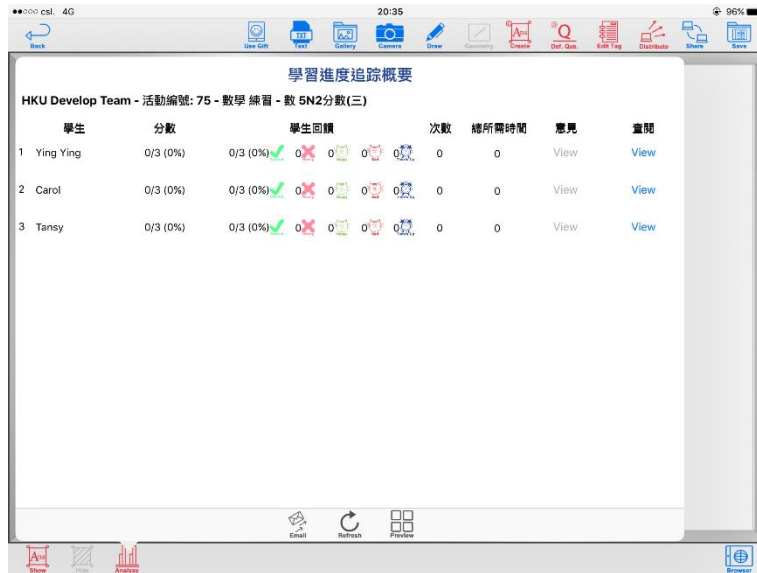 csl. 4G 20:35 96%
Back Use Gift TXT Text Gallery Camera Draw Geometry Ans Create Q Def. Qus. Edit Tag Distribute Share Save
學習進度追踪概要
HKU Develop Team - 活動編號: 75 - 數學 練習 - 數 5N2分數(三)
學生 分數 學生回饋 次數 總所需時間 意見 查閱
1 Ying Ying 0/3 (0%) 0/3 (0%) 0 0 0 0 0 0 View View
2 Carol 0/3 (0%) 0/3 (0%) 0 0 0 0 0 0 View View
3 Tansy 0/3 (0%) 0/3 (0%) 0 0 0 0 0 0 View View
Email Refresh Preview
Ans Show Hide Analyze Browser